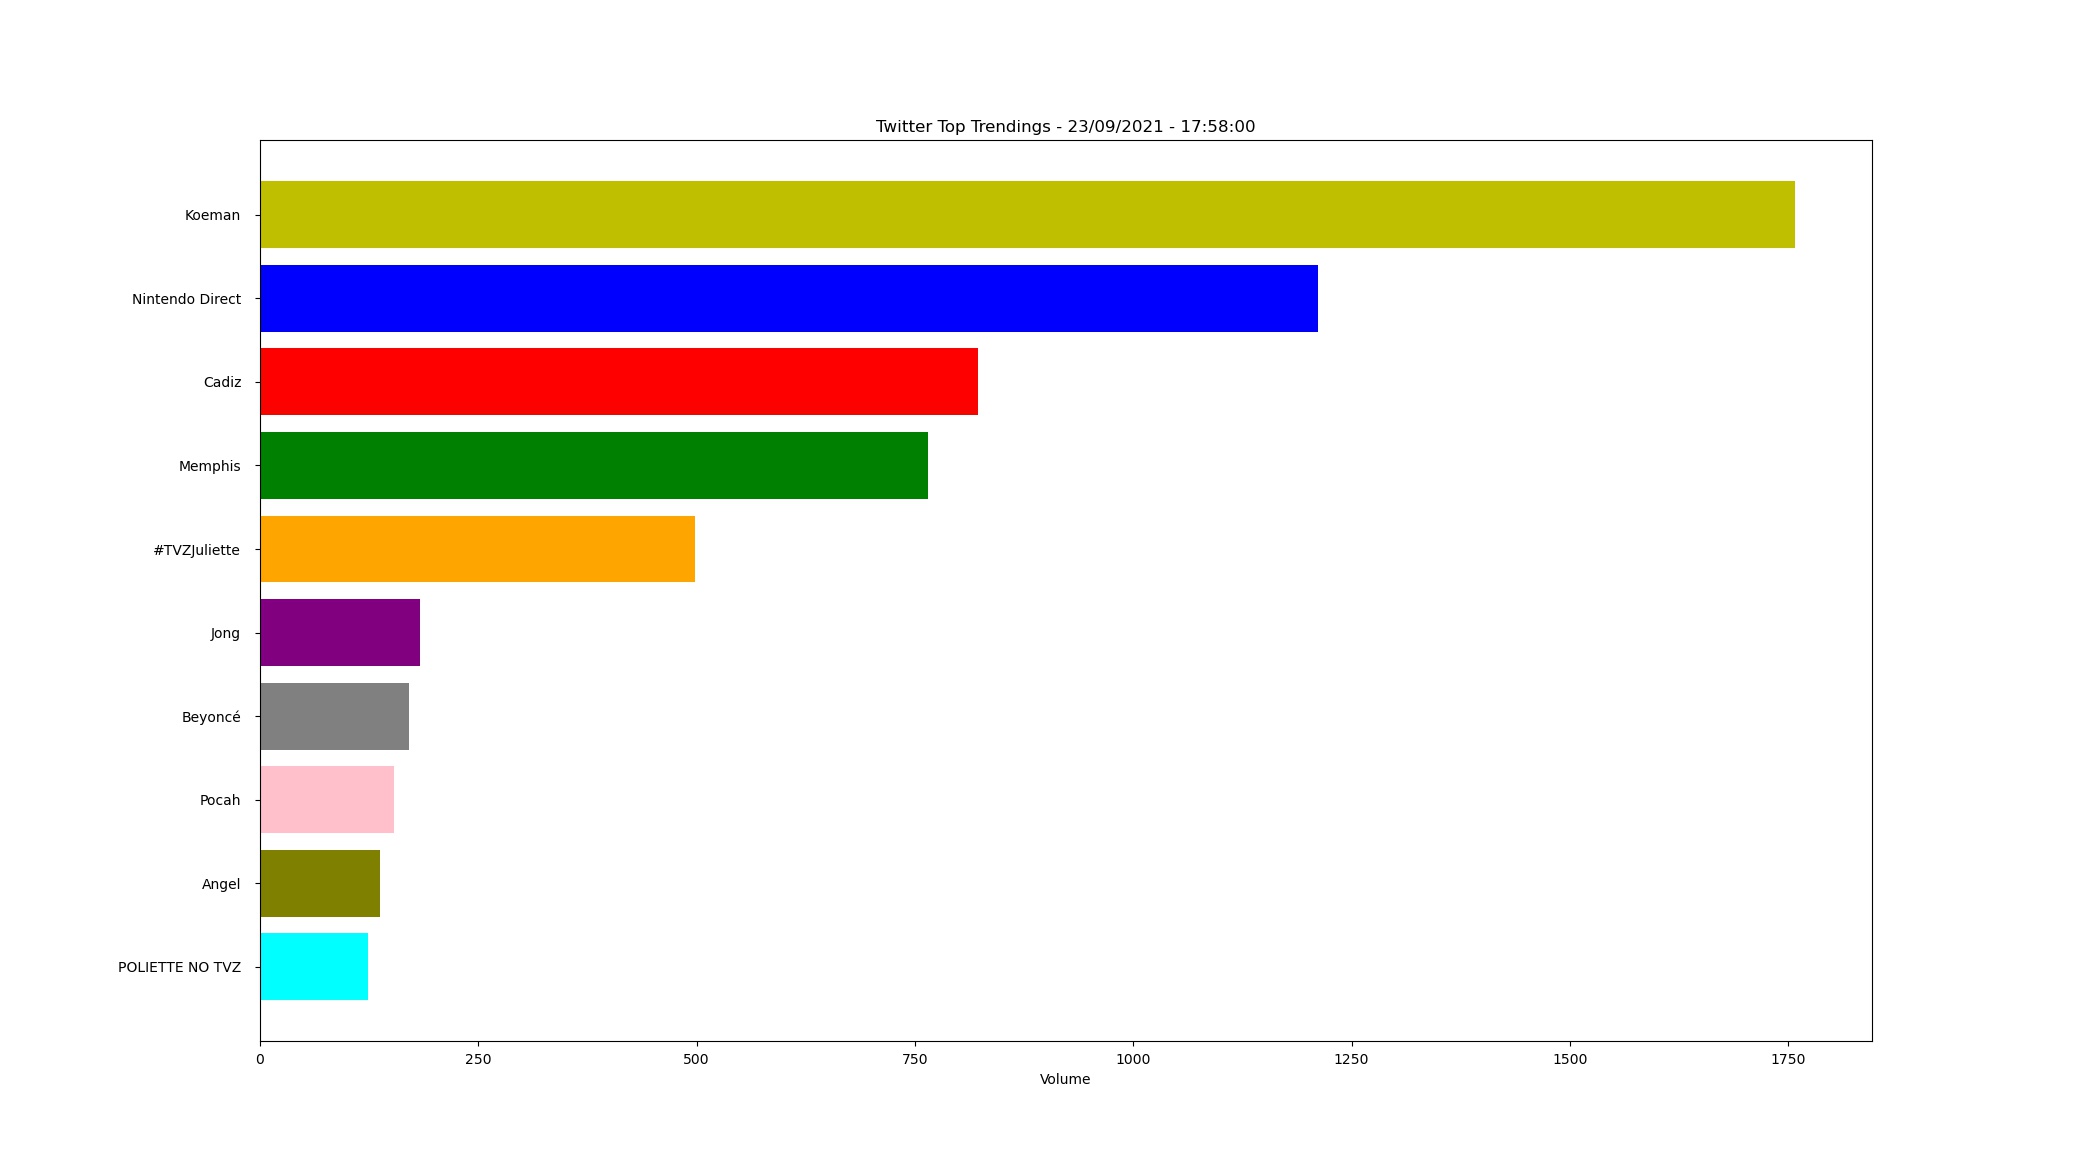 Twitter Top Trendings - 23/09/2021 - 17:58:00
Koeman
Nintendo Direct
Cadiz
Memphis
#TVZJuliette
Jong
Beyoncé
Pocah
Angel
POLIETTE NO TVZ
0 250 500 750 1000 1250 1500 1750
Volume